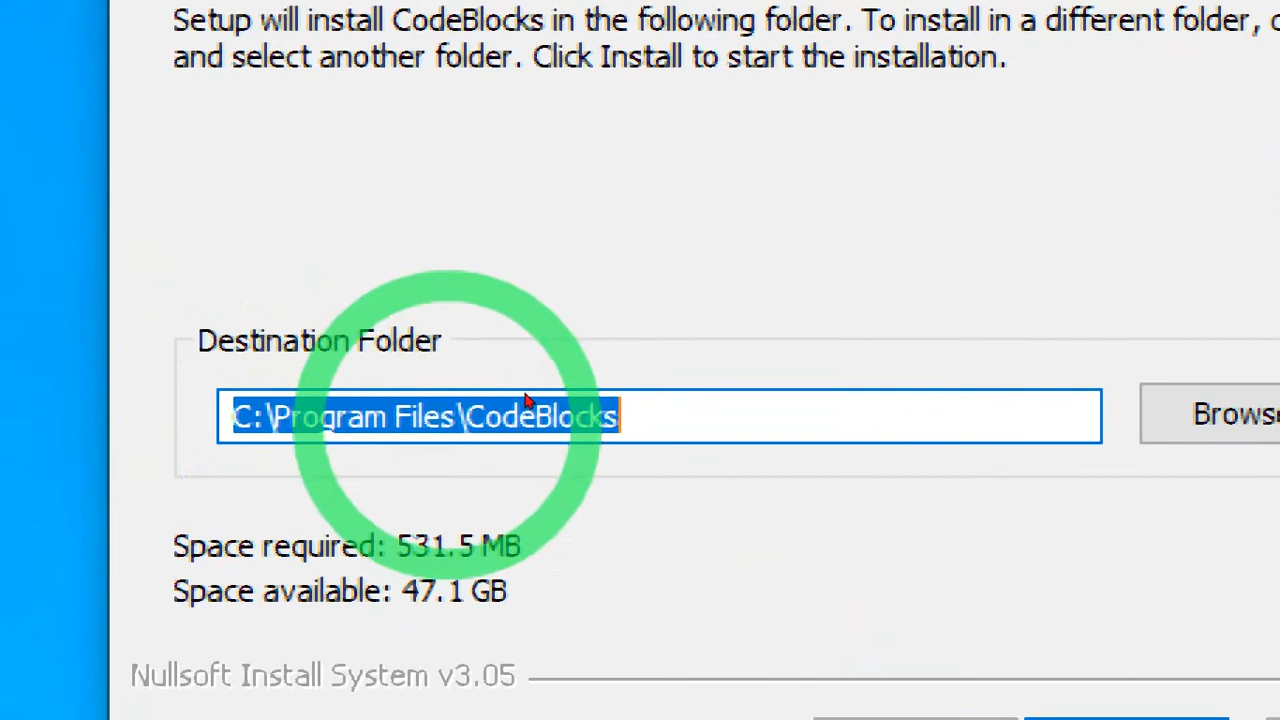 Setup will install CodeBlocks in the following folder. To install in a different folder,
and select another folder. Click Install to start the installation.
Destination Folder
C:\Program Files\CodeBlocks
Browse
Space required: 531.5 MB
Space available: 47.1 GB
Nullsoft Install System v3.05